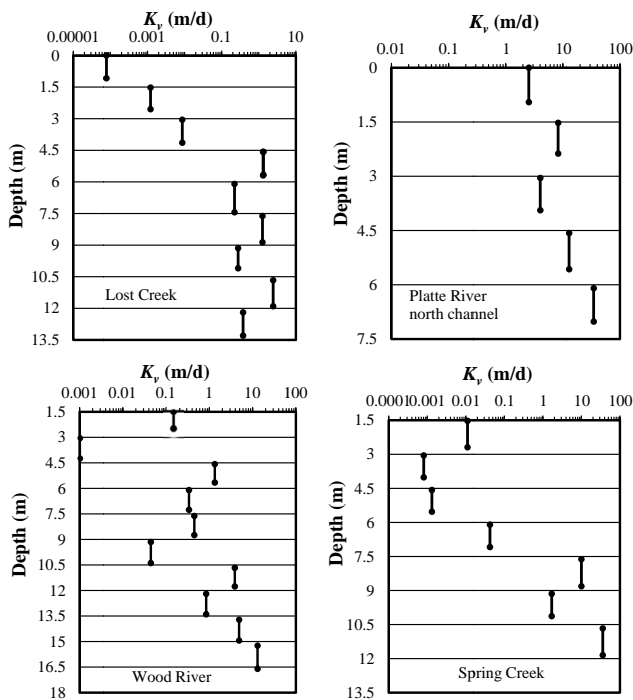 K_v (m/d)
0.00001 0.001 0.1 10
0
1.5
3
4.5
6
7.5
9
10.5
12
13.5
Depth (m)
Lost Creek
K_v (m/d)
0.01 0.1 1 10 100
0
1.5
3
4.5
6
7.5
Depth (m)
Platte River
north channel
K_v (m/d)
0.001 0.01 0.1 1 10 100
1.5
3
4.5
6
7.5
9
10.5
12
13.5
15
16.5
18
Depth (m)
Wood River
K_v (m/d)
0.0001 0.001 0.01 0.1 1 10 100
1.5
3
4.5
6
7.5
9
10.5
12
13.5
Depth (m)
Spring Creek